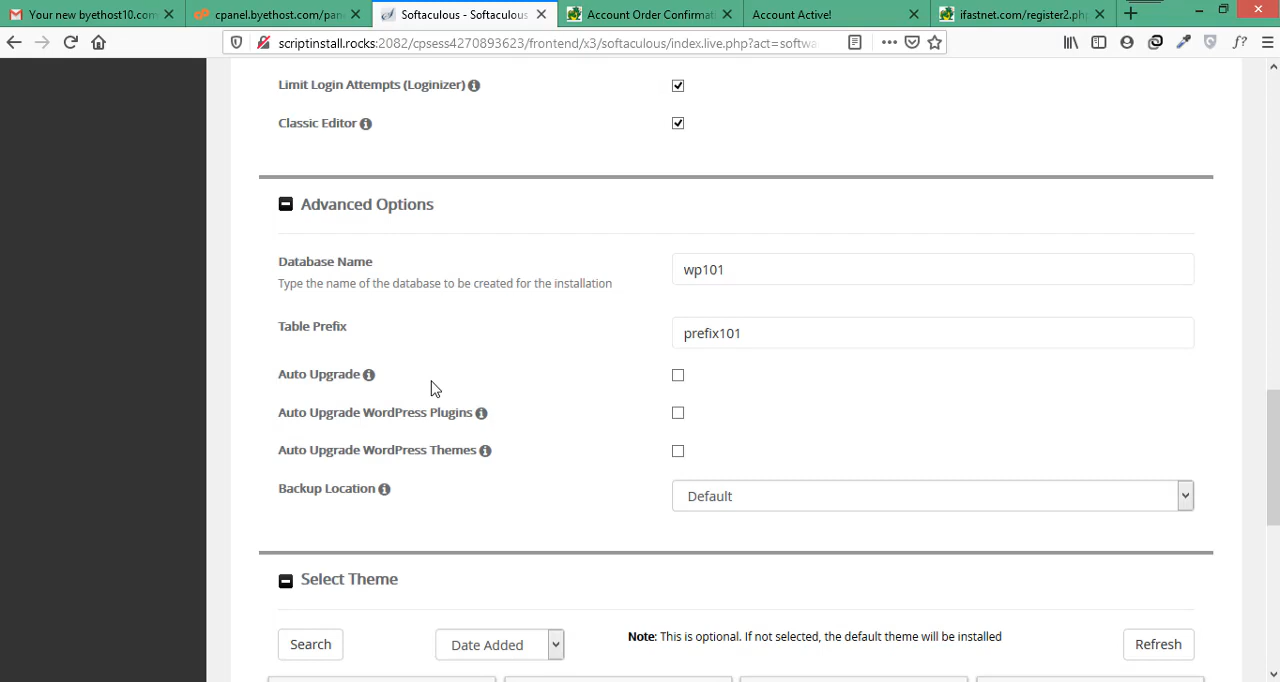 Your new byethost10.com
cpanel.byethost.com/pan
Softaculous - Softaculous
Account Order Confirmat
Account Active!
ifastnet.com/register2.php
scriptinstall.rocks:2082/cpsess4270693623/frontend/x3/softaculous/index.live.php?act=softwa
Limit Login Attempts (Loginizer)
Classic Editor
Advanced Options
Database Name
wp101
Type the name of the database to be created for the installation
Table Prefix
prefix101
Auto Upgrade
Auto Upgrade WordPress Plugins
Auto Upgrade WordPress Themes
Backup Location
Default
Select Theme
Search
Date Added
Note: This is optional. If not selected, the default theme will be installed
Refresh